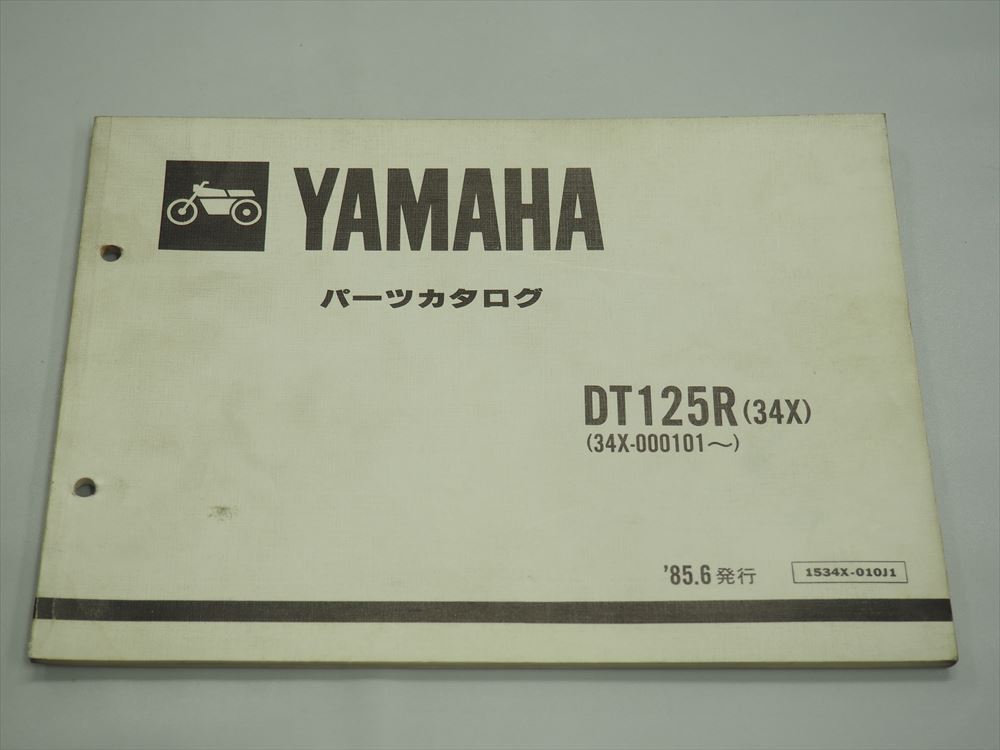 YAMAHA
パーツカタログ
DT125R(34X)
(34X-000101～)
'85.6発行
1534X-010J1